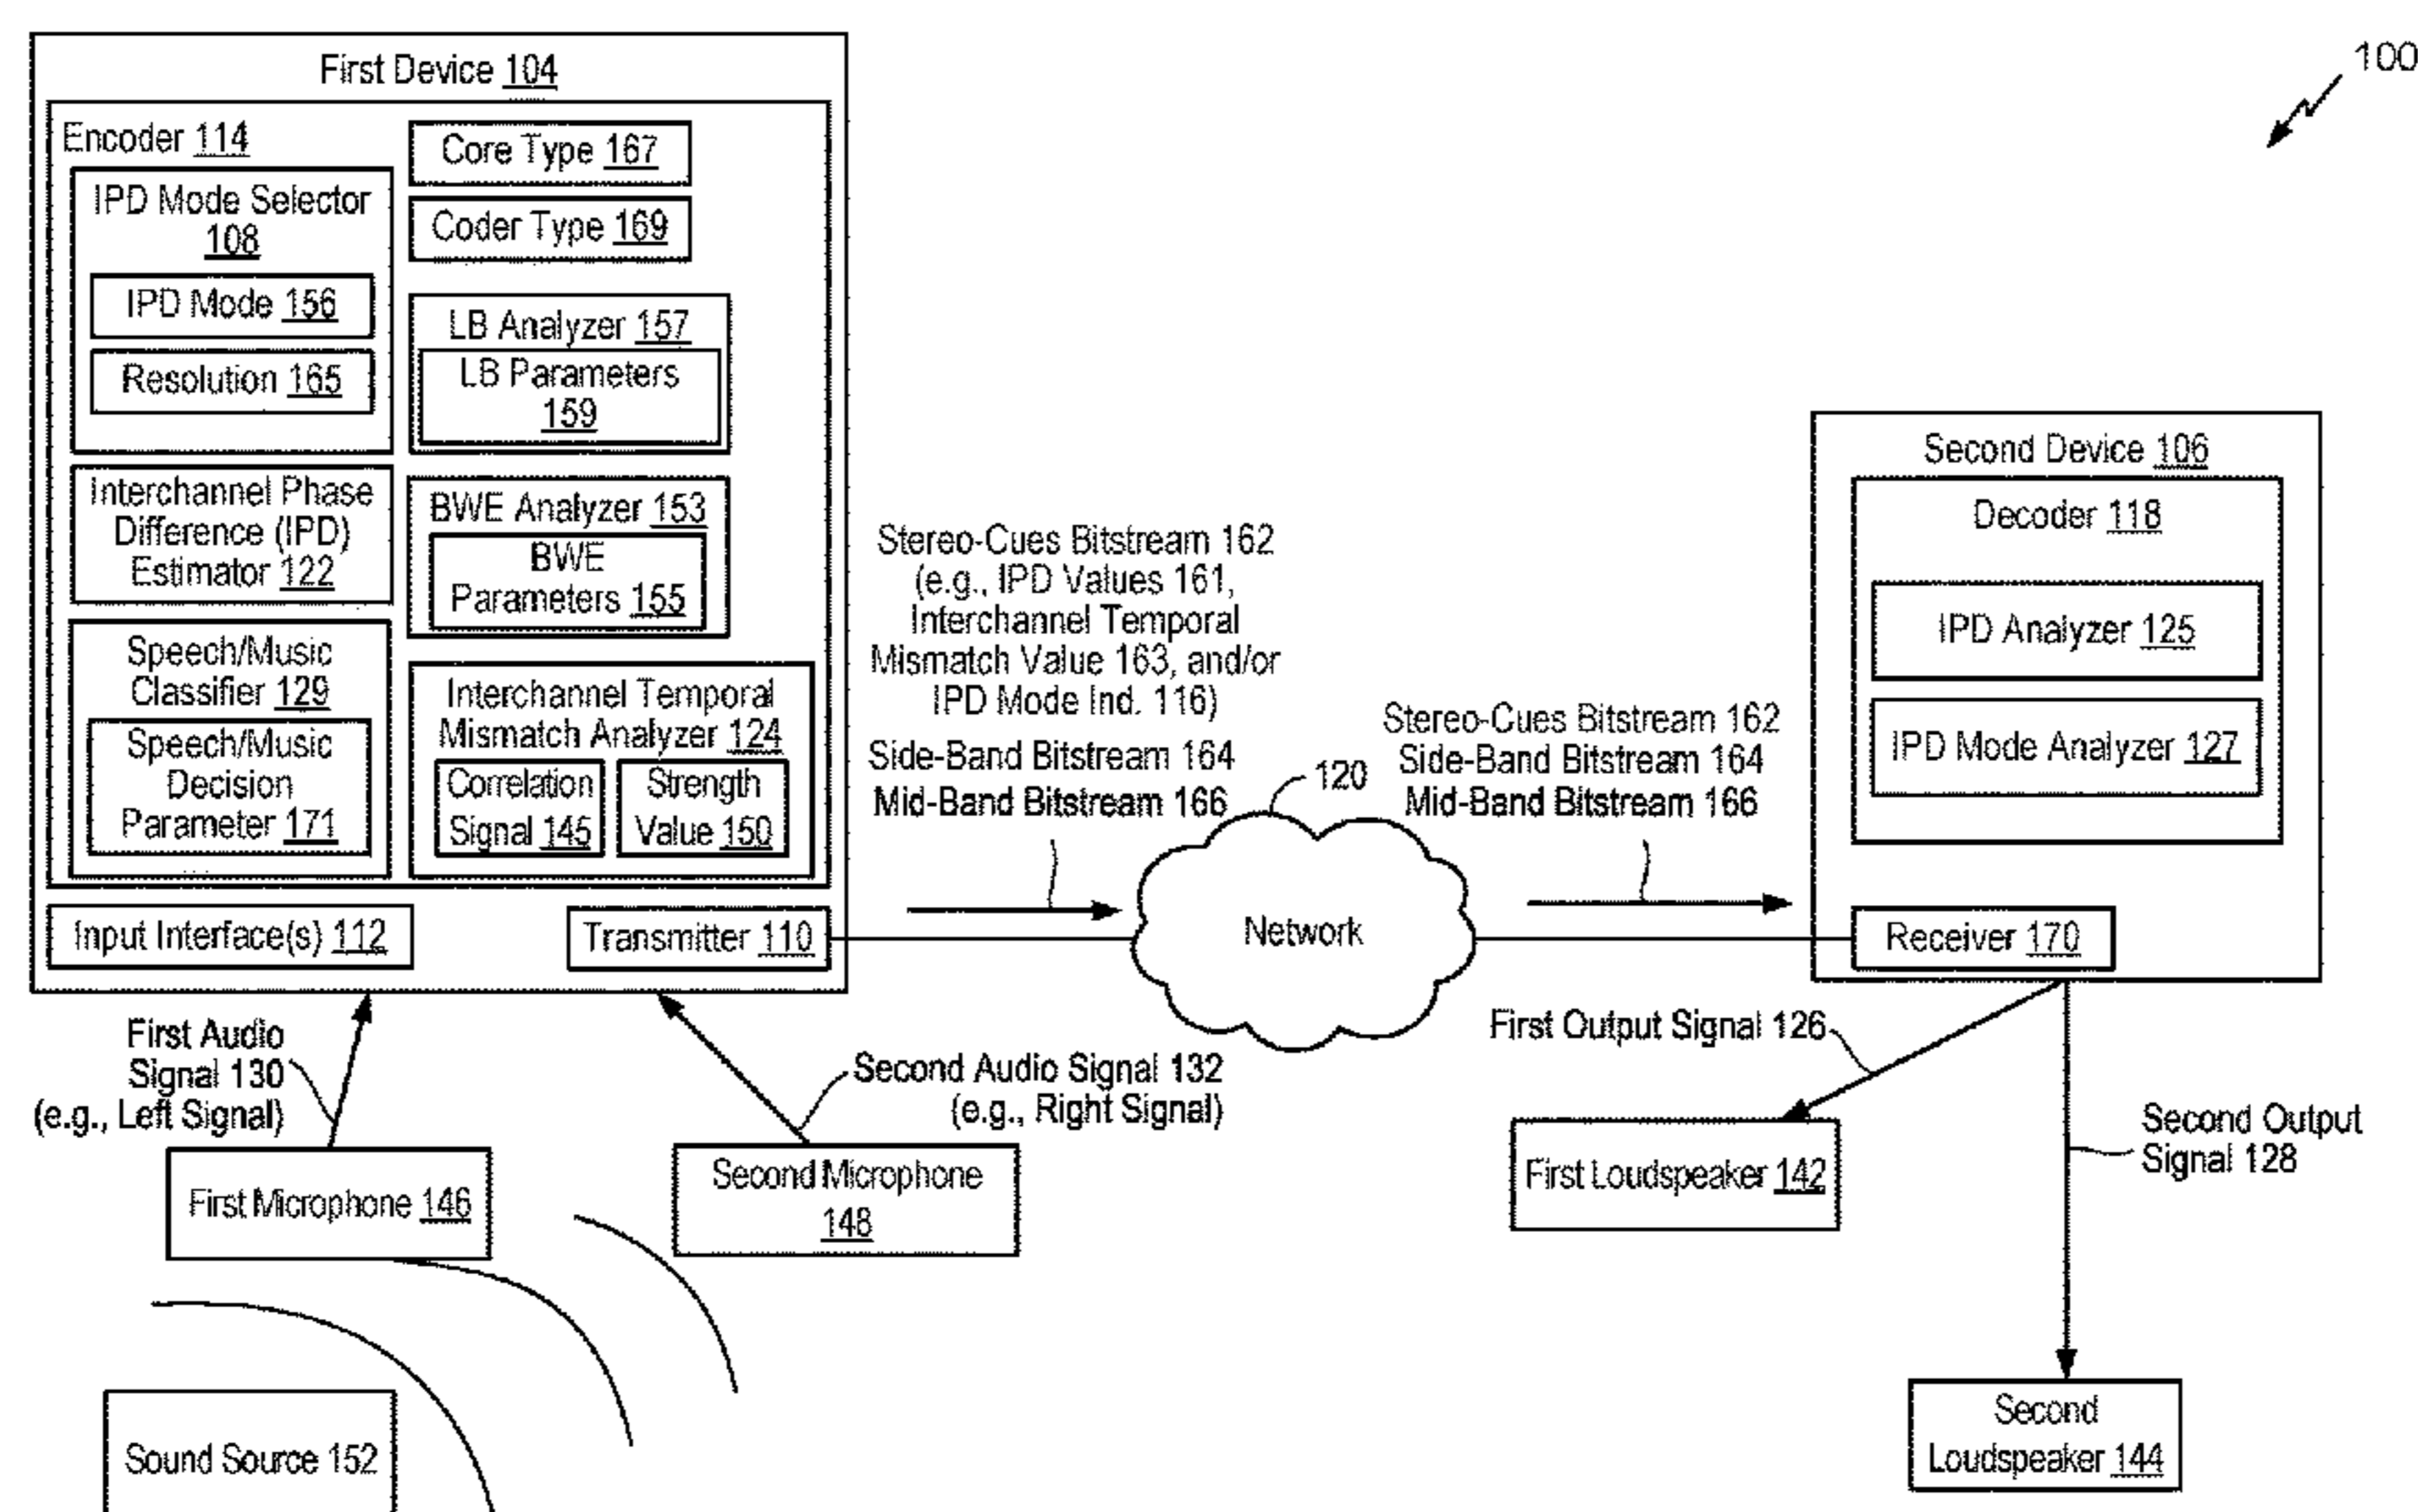 100
First Device 104
Encoder 114
IPD Mode Selector
108
IPD Mode 156
Resolution 165
Interchannel Phase
Difference (IPD)
Estimator 122
Speech/Music
Classifier 129
Speech/Music
Decision
Parameter 171
Core Type 167
Coder Type 169
LB Analyzer 157
LB Parameters
159
BWE Analyzer 153
BWE
Parameters 155
Interchannel Temporal
Mismatch Analyzer 124
Correlation
Signal 145
Strength
Value 150
Input Interface(s) 112
Transmitter 110
Stereo-Cues Bitstream 162
(e.g., IPD Values 161,
Interchannel Temporal
Mismatch Value 163, and/or
IPD Mode Ind. 116)
Side-Band Bitstream 164
Mid-Band Bitstream 166
120
Network
Stereo-Cues Bitstream 162
Side-Band Bitstream 164
Mid-Band Bitstream 166
Second Device 106
Decoder 118
IPD Analyzer 125
IPD Mode Analyzer 127
Receiver 170
First Audio
Signal 130
(e.g., Left Signal)
Second Audio Signal 132
(e.g., Right Signal)
First Microphone 146
Second Microphone
148
Sound Source 152
First Output Signal 126
Second Output
Signal 128
First Loudspeaker 142
Second
Loudspeaker 144